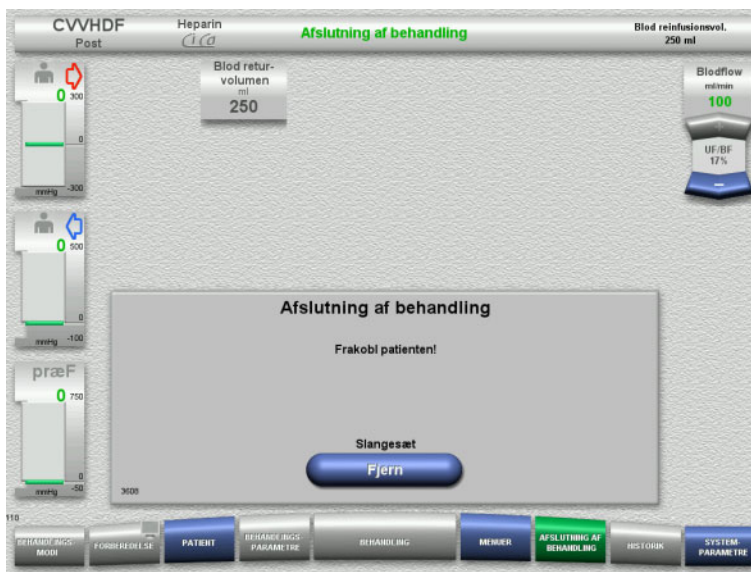 CVVHDF
Post
Heparin
Ci Ca
Afslutning af behandling
Blod reinfusionsvol.
250 ml
0
300
0
-300
mmHg
Blod retur-
volumen
ml
250
Blodflow
ml/min
100
+
UF/BF
17%
–
0
500
0
-100
mmHg
præF
0
750
0
-50
mmHg
Afslutning af behandling
Frakobl patienten!
Slangesæt
Fjern
3608
110
BEHANDLINGS-
MODI
FORBEREDELSE
PATIENT
BEHANDLINGS-
PARAMETRE
BEHANDLING
MENUER
AFSLUTNING AF
BEHANDLING
HISTORIK
SYSTEM-
PARAMETRE